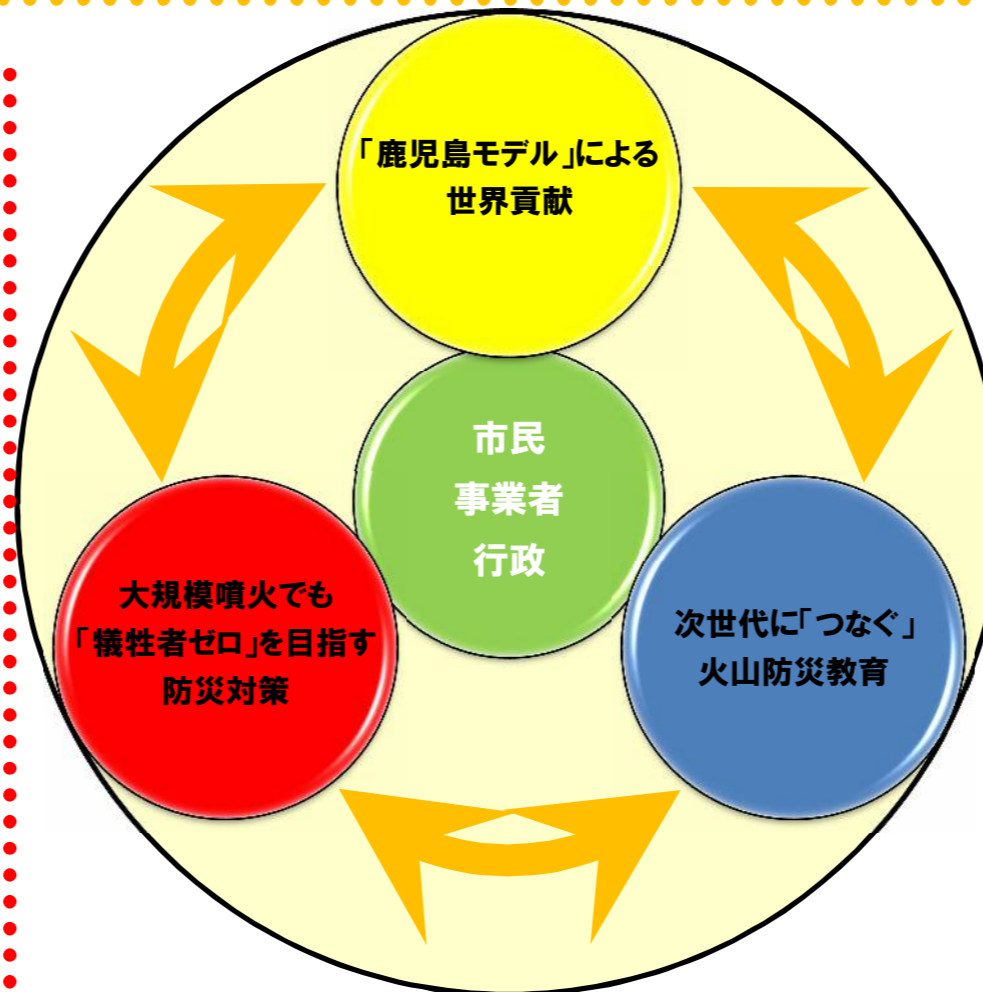 「鹿児島モデル」による
世界貢献
市民
事業者
行政
大規模噴火でも
「犠牲者ゼロ」を目指す
防災対策
次世代に「つなぐ」
火山防災教育